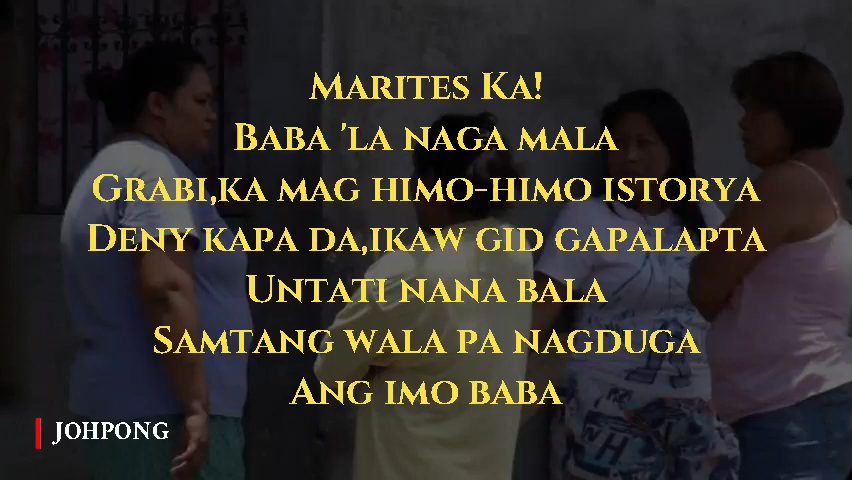 Marites Ka!
Baba 'la naga mala
Grabi,ka mag himo-himo istorya
Deny kapa da,ikaw gid gapalapta
Untati nana bala
Samtang wala pa nagduga
Ang imo baba
JOHPONG